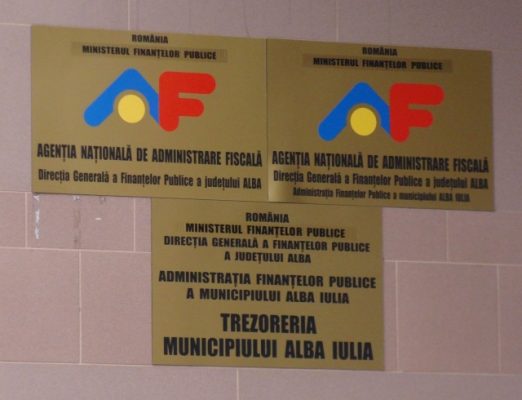 ROMÂNIA
MINISTERUL FINANȚELOR PUBLICE
AF
AGENȚIA NAȚIONALĂ DE ADMINISTRARE FISCALĂ
Direcția Generală a Finanțelor Publice a județului ALBA
ROMÂNIA
MINISTERUL FINANȚELOR PUBLICE
AF
AGENȚIA NAȚIONALĂ DE ADMINISTRARE FISCALĂ
Direcția Generală a Finanțelor Publice a județului ALBA
Administrația Finanțelor Publice a municipiului ALBA IULIA
ROMÂNIA
MINISTERUL FINANȚELOR PUBLICE
DIRECȚIA GENERALĂ A FINANȚELOR PUBLICE
A JUDEȚULUI ALBA
ADMINISTRAȚIA FINANȚELOR PUBLICE
A MUNICIPIULUI ALBA IULIA
TREZORERIA
MUNICIPIULUI ALBA IULIA